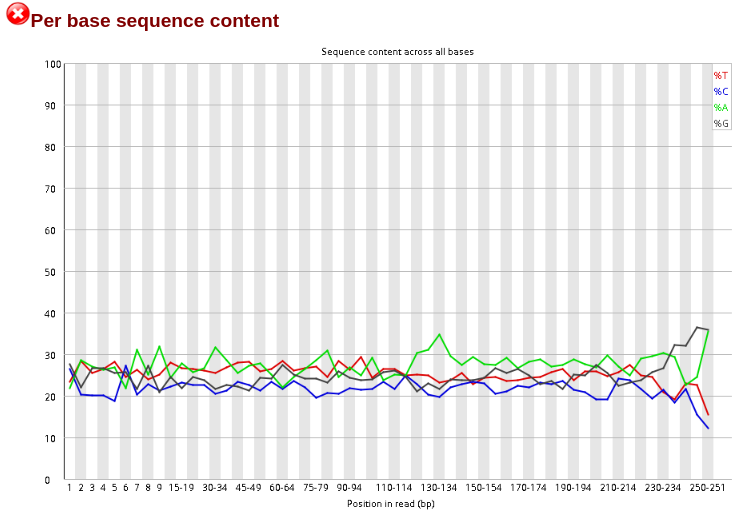 Per base sequence content
Sequence content across all bases
100
90
80
70
60
50
40
30
20
10
0
%T
%C
%A
%G
1 2 3 4 5 6 7 8 9 15-19 30-34 45-49 60-64 75-79 90-94 110-114 130-134 150-154 170-174 190-194 210-214 230-234 250-251
Position in read (bp)